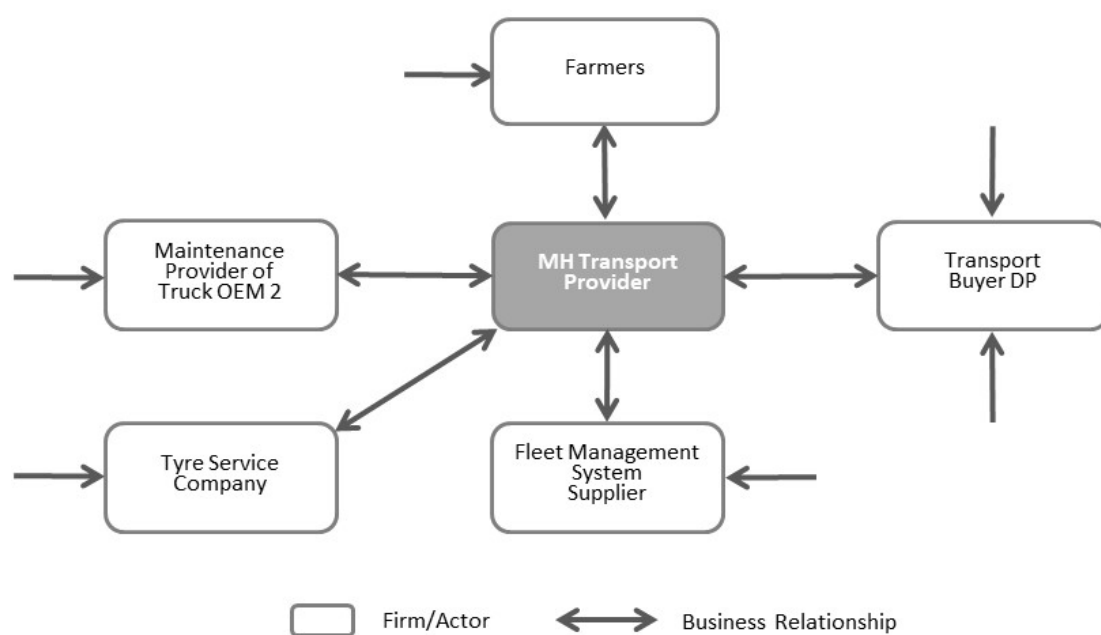 Farmers
Maintenance
Provider of
Truck OEM 2
MH Transport
Provider
Transport
Buyer DP
Tyre Service
Company
Fleet Management
System
Supplier
Firm/Actor
Business Relationship